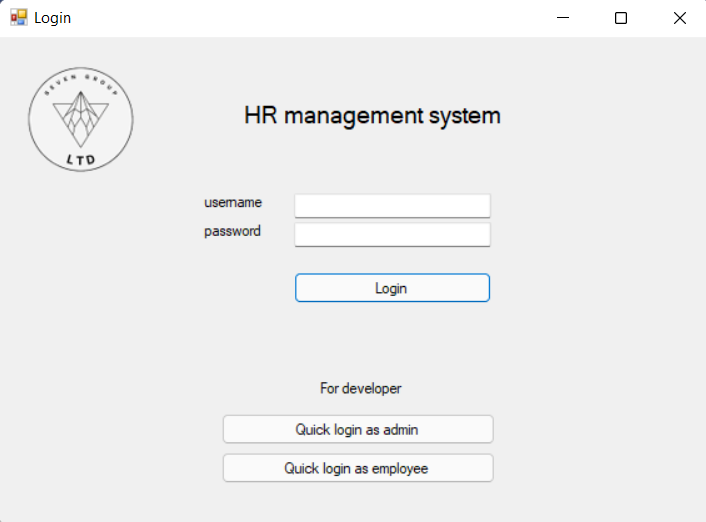 Login
SEVEN GROUP
LTD
HR management system
username
password
Login
For developer
Quick login as admin
Quick login as employee